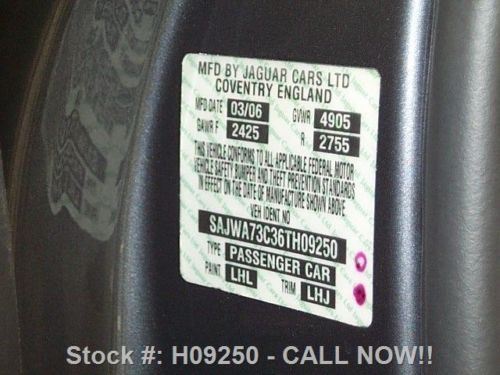 MFD BY JAGUAR CARS LTD
COVENTRY ENGLAND
MFD DATE 03/06 GVWR 4905
GAWR F 2425 R 2755
THIS VEHICLE CONFORMS TO ALL APPLICABLE FEDERAL MOTOR
VEHICLE SAFETY BUMPER AND THEFT PREVENTION STANDARDS
IN EFFECT ON THE DATE OF MANUFACTURE SHOWN ABOVE
VEH IDENT NO
SAJWA73C36TH09250
TYPE PASSENGER CAR
PAINT LHL TRIM LHJ
Stock #: H09250 - CALL NOW!!